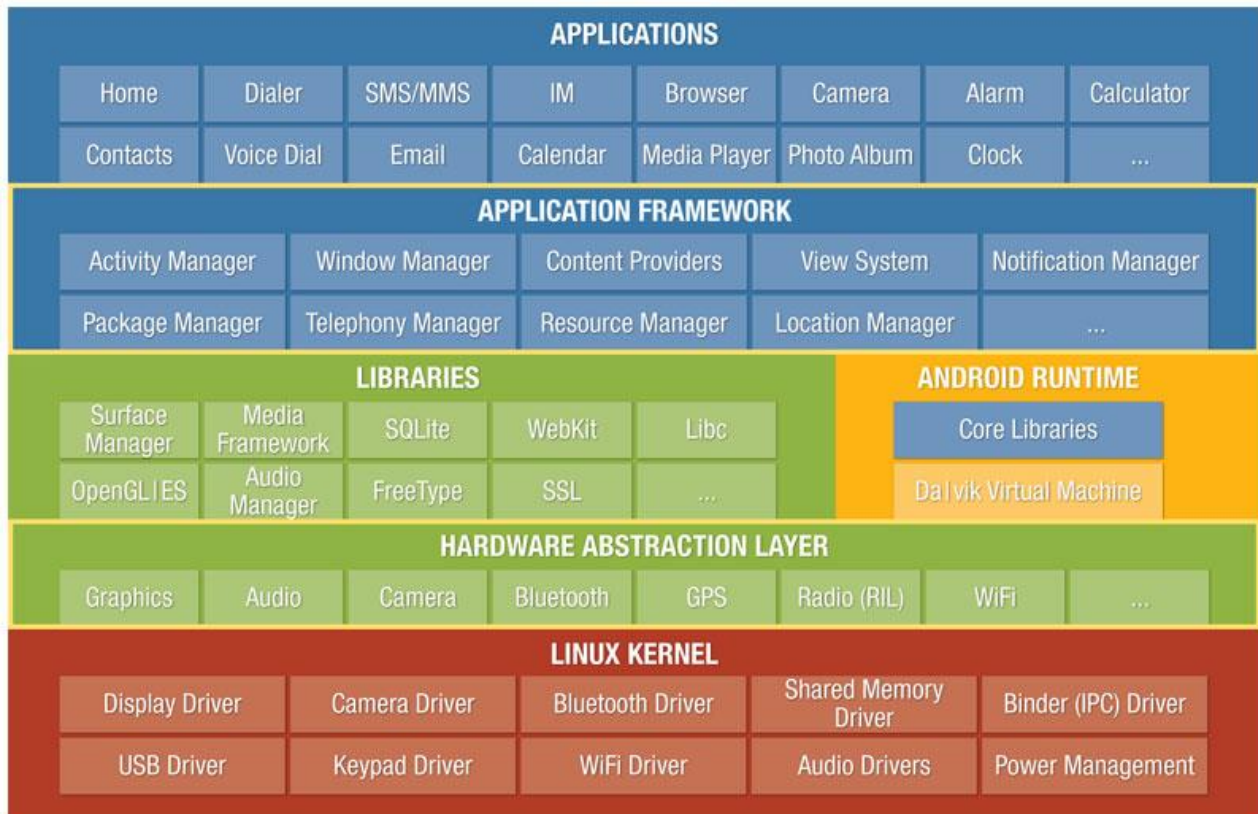 APPLICATIONS
Home Dialer SMS/MMS IM Browser Camera Alarm Calculator
Contacts Voice Dial Email Calendar Media Player Photo Album Clock ...
APPLICATION FRAMEWORK
Activity Manager Window Manager Content Providers View System Notification Manager
Package Manager Telephony Manager Resource Manager Location Manager ...
LIBRARIES
Surface Manager Media Framework SQLite WebKit Libc
OpenGL|ES Audio Manager FreeType SSL ...
ANDROID RUNTIME
Core Libraries
Da|vik Virtual Machine
HARDWARE ABSTRACTION LAYER
Graphics Audio Camera Bluetooth GPS Radio (RIL) WiFi ...
LINUX KERNEL
Display Driver Camera Driver Bluetooth Driver Shared Memory Driver Binder (IPC) Driver
USB Driver Keypad Driver WiFi Driver Audio Drivers Power Management